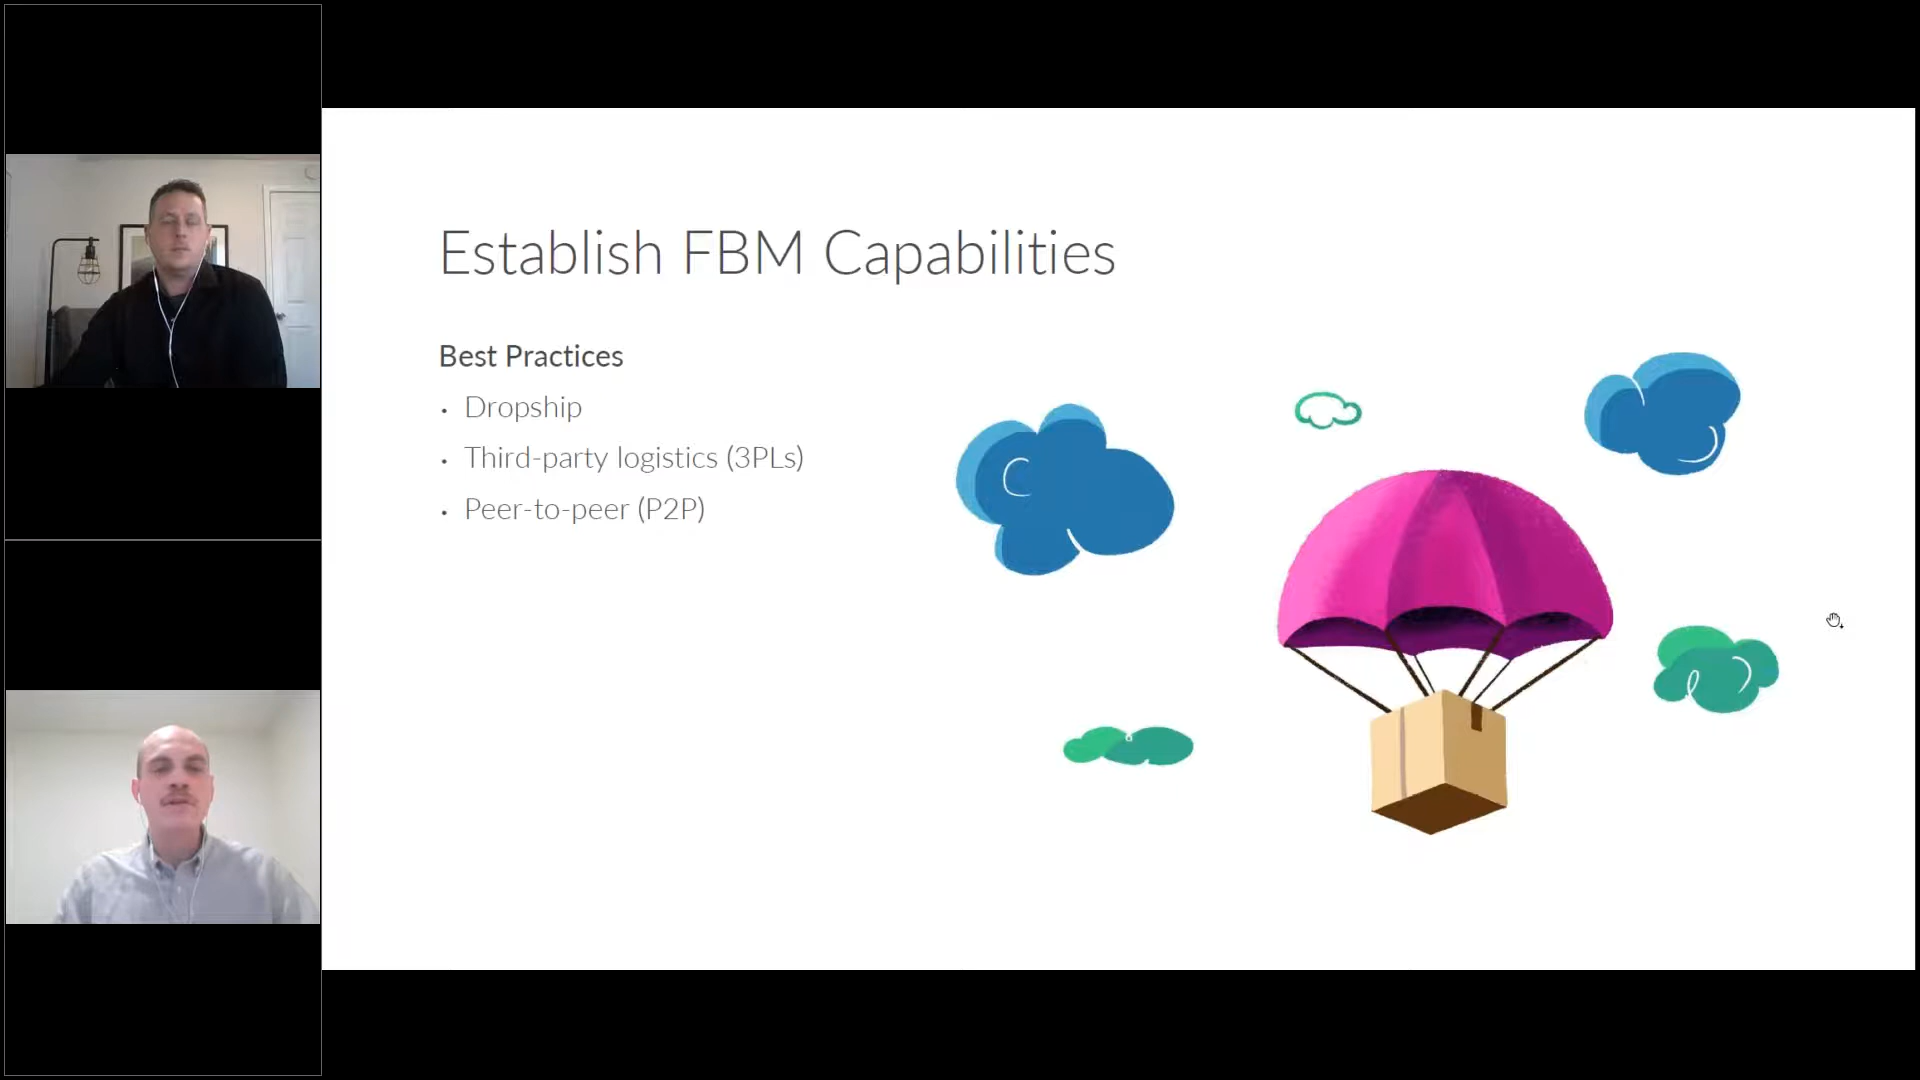 Establish FBM Capabilities
Best Practices
• Dropship
• Third-party logistics (3PLs)
• Peer-to-peer (P2P)